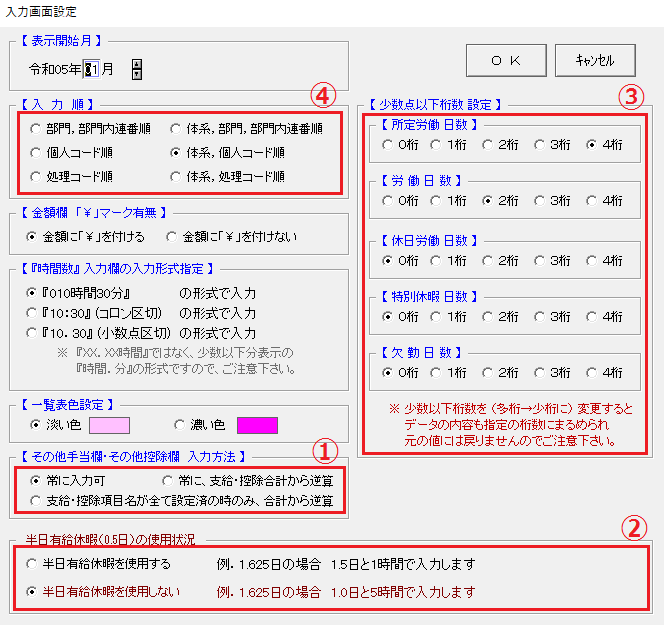 入力画面設定
【 表示開始月 】
令和05年 01月
ＯＫ
ｷｬﾝｾﾙ
④
【 入 力 順 】
部門,部門内連番順
体系,部門,部門内連番順
個人コード順
体系,個人コード順
処理コード順
体系,処理コード順
【 金額欄 「￥」マーク有無 】
金額に「￥」を付ける
金額に「￥」を付けない
【『時間数』入力欄の入力形式指定 】
『010時間30分』 の形式で入力
『10:30』(コロン区切) の形式で入力
『10.30』(小数点区切) の形式で入力
※ 『XX.XX時間』ではなく、少数以下分表示の
『時間.分』の形式ですので、ご注意下さい。
【 一覧表色設定 】
淡い色
濃い色
①
【 その他手当欄・その他控除欄 入力方法 】
常に入力可
常に、支給・控除合計から逆算
支給・控除項目名が全て設定済の時のみ、合計から逆算
③
【 少数点以下桁数 設定 】
【 所定労働 日数 】
0桁 1桁 2桁 3桁 4桁
【 労 働 日 数 】
0桁 1桁 2桁 3桁 4桁
【 休日労働 日数 】
0桁 1桁 2桁 3桁 4桁
【 特別休暇 日数 】
0桁 1桁 2桁 3桁 4桁
【 欠 勤 日 数 】
0桁 1桁 2桁 3桁 4桁
※ 少数以下桁数を (多桁→少桁に) 変更すると
データの内容も指定の桁数にまるめられ
元の値には戻りませんのでご注意下さい。
②
半日有給休暇(0.5日)の使用状況
半日有給休暇を使用する 例. 1.625日の場合 1.5日と1時間で入力します
半日有給休暇を使用しない 例. 1.625日の場合 1.0日と5時間で入力します